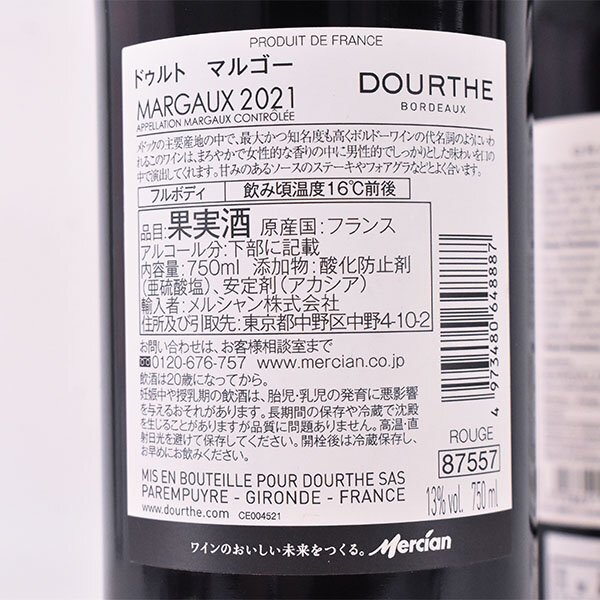 PRODUIT DE FRANCE
ドゥルト マルゴー
MARGAUX 2021
APPELLATION MARGAUX CONTRÔLÉE
DOURTHE
BORDEAUX
メドックの主要産地の中で、最大かつ知名度も高くボルドーワインの代名詞のようにいわ
れるこのワインは、まろやかで女性的な香りの中に男性的でしっかりとした味わいを口の
中で演出してくれます。甘みのあるソースのステーキやフォアグラなどとよく合います。
フルボディ 飲み頃温度16℃前後
品目:果実酒 原産国:フランス
アルコール分:下部に記載
内容量:750ml 添加物:酸化防止剤
(亜硫酸塩)、安定剤(アカシア)
輸入者:メルシャン株式会社
住所及び引取先:東京都中野区中野4-10-2
お問い合わせは、お客様相談室まで
0120-676-757 www.mercian.co.jp
飲酒は20歳になってから。
妊娠中や授乳期の飲酒は、胎児・乳児の発育に悪影響
を与えるおそれがあります。長期間の保存や冷蔵で沈殿
を生じることがありますが品質に問題ありません。高温・直
射日光を避けて保存してください。開栓後は冷蔵保存し、
お早めにお飲みください。
4 973480 648887
ROUGE
87557
13% vol. 750 ml
MIS EN BOUTEILLE POUR DOURTHE SAS
PAREMPUYRE - GIRONDE - FRANCE
www.dourthe.com CE004521
ワインのおいしい未来をつくる。 Mercian